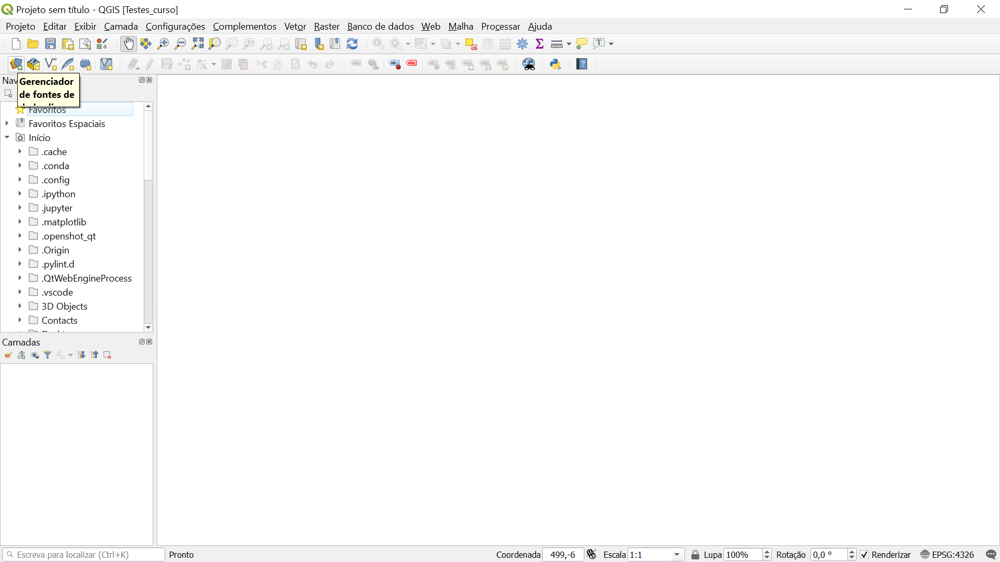 Projeto sem título - QGIS [Testes_curso]
Projeto Editar Exibir Camada Configurações Complementos Vetor Raster Banco de dados Web Malha Processar Ajuda
Nav
Gerenciador
de fontes de
Favoritos
Favoritos Espaciais
Início
.cache
.conda
.config
.ipython
.jupyter
.matplotlib
.openshot_qt
.Origin
.pylint.d
.QtWebEngineProcess
.vscode
3D Objects
Contacts
Camadas
Escreva para localizar (Ctrl+K) Pronto Coordenada 499,-6 Escala 1:1 Lupa 100% Rotação 0,0 ° Renderizar EPSG:4326